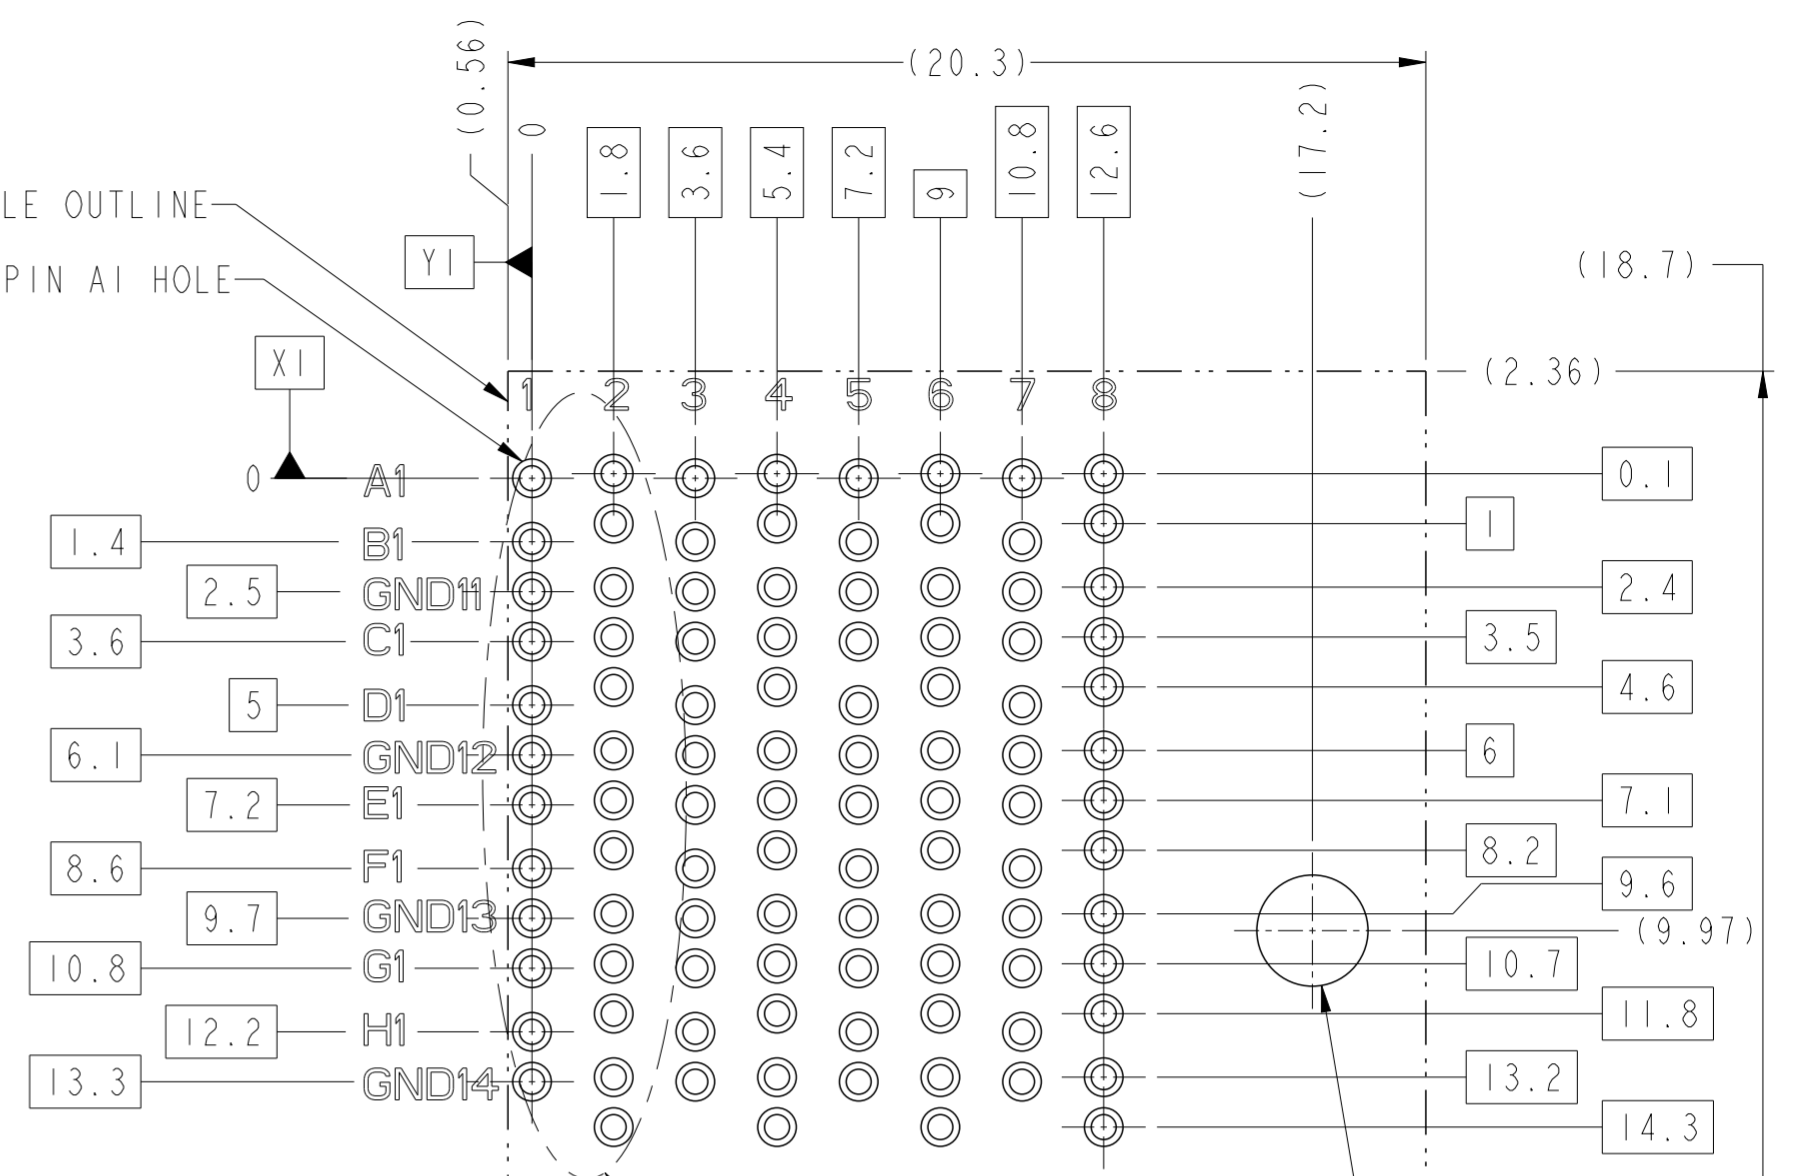 (0.56)
(20.3)
0
1.8
3.6
5.4
7.2
9
10.8
12.6
(17.2)
LE OUTLINE
Y1
PIN A1 HOLE
(18.7)
X1
(2.36)
1 2 3 4 5 6 7 8
0 A1
0.1
1
1.4 B1
2.5 GND11
2.4
3.6 C1
3.5
4.6
5 D1
6.1 GND12
6
7.2 E1
7.1
8.2
8.6 F1
9.6
9.7 GND13
(9.97)
10.8 G1
10.7
11.8
12.2 H1
13.3 GND14
13.2
14.3